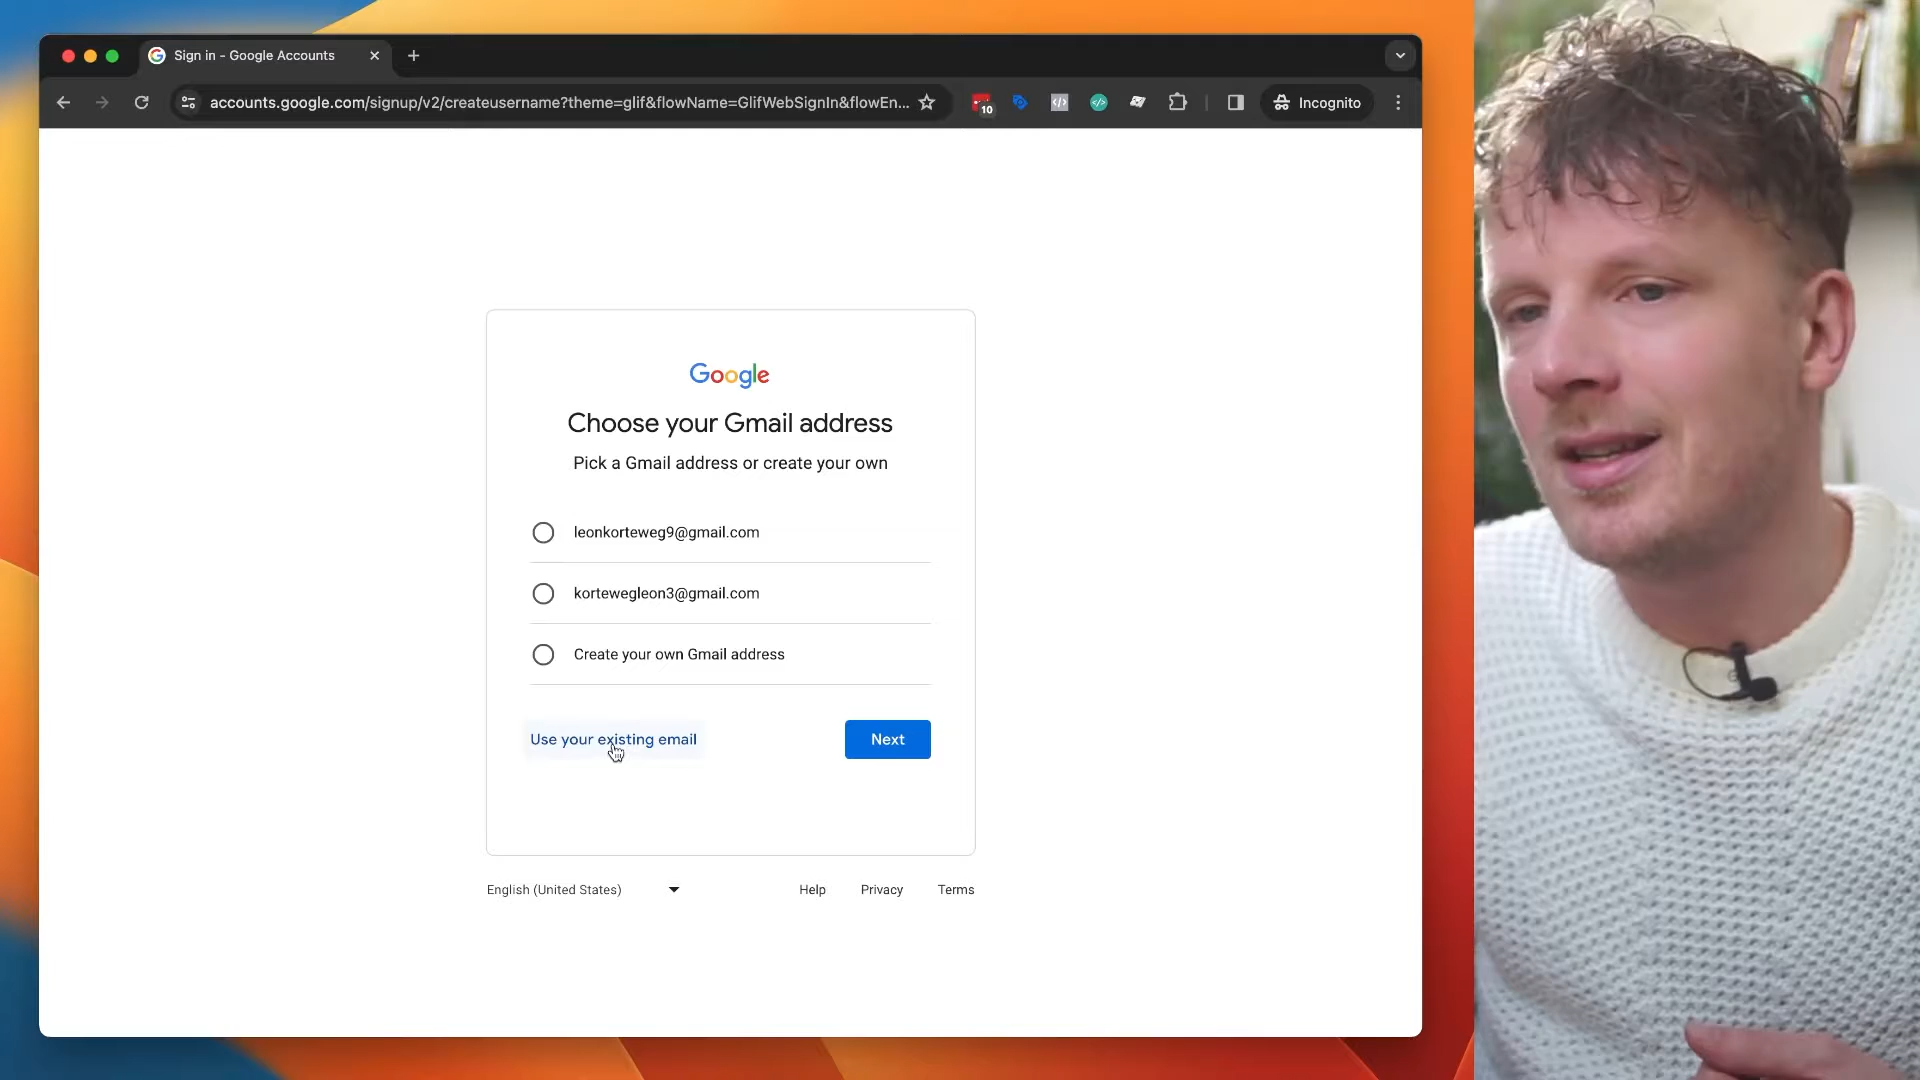 Sign in - Google Accounts
accounts.google.com/signup/v2/createusername?theme=glif&flowName=GlifWebSignIn&flowEn...
10
Incognito
Google
Choose your Gmail address
Pick a Gmail address or create your own
leonkorteweg9@gmail.com
kortewegleon3@gmail.com
Create your own Gmail address
Use your existing email
Next
English (United States)
Help
Privacy
Terms